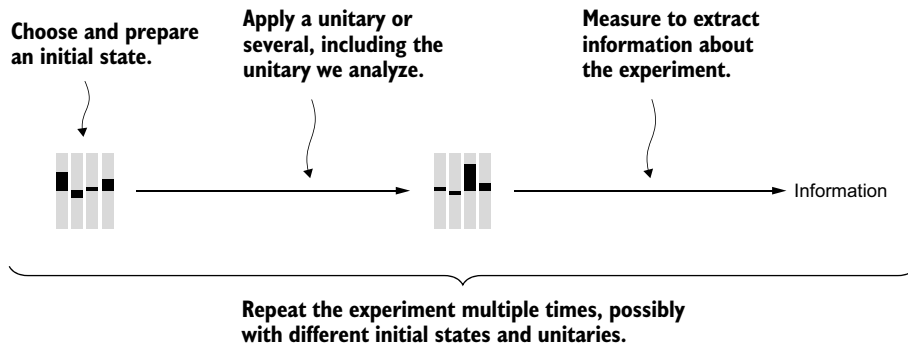 Choose and prepare
an initial state.
Apply a unitary or
several, including the
unitary we analyze.
Measure to extract
information about
the experiment.
Information
Repeat the experiment multiple times, possibly
with different initial states and unitaries.